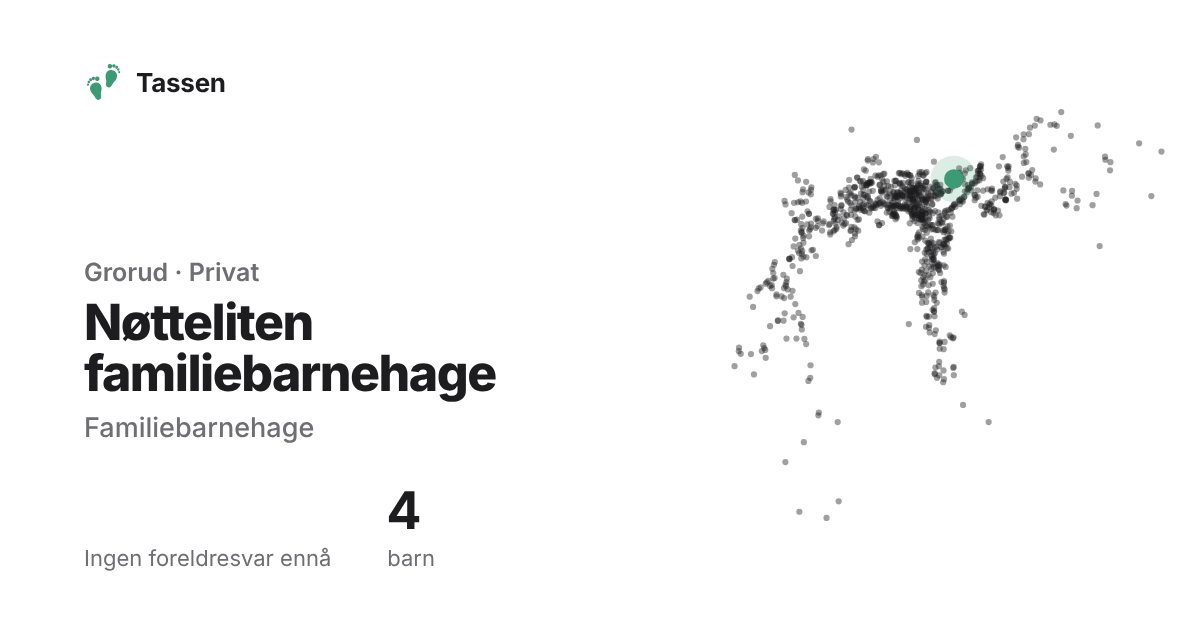 Tassen
Grorud · Privat
Nøtteliten
familiebarnehage
Familiebarnehage
Ingen foreldresvar ennå
4
barn